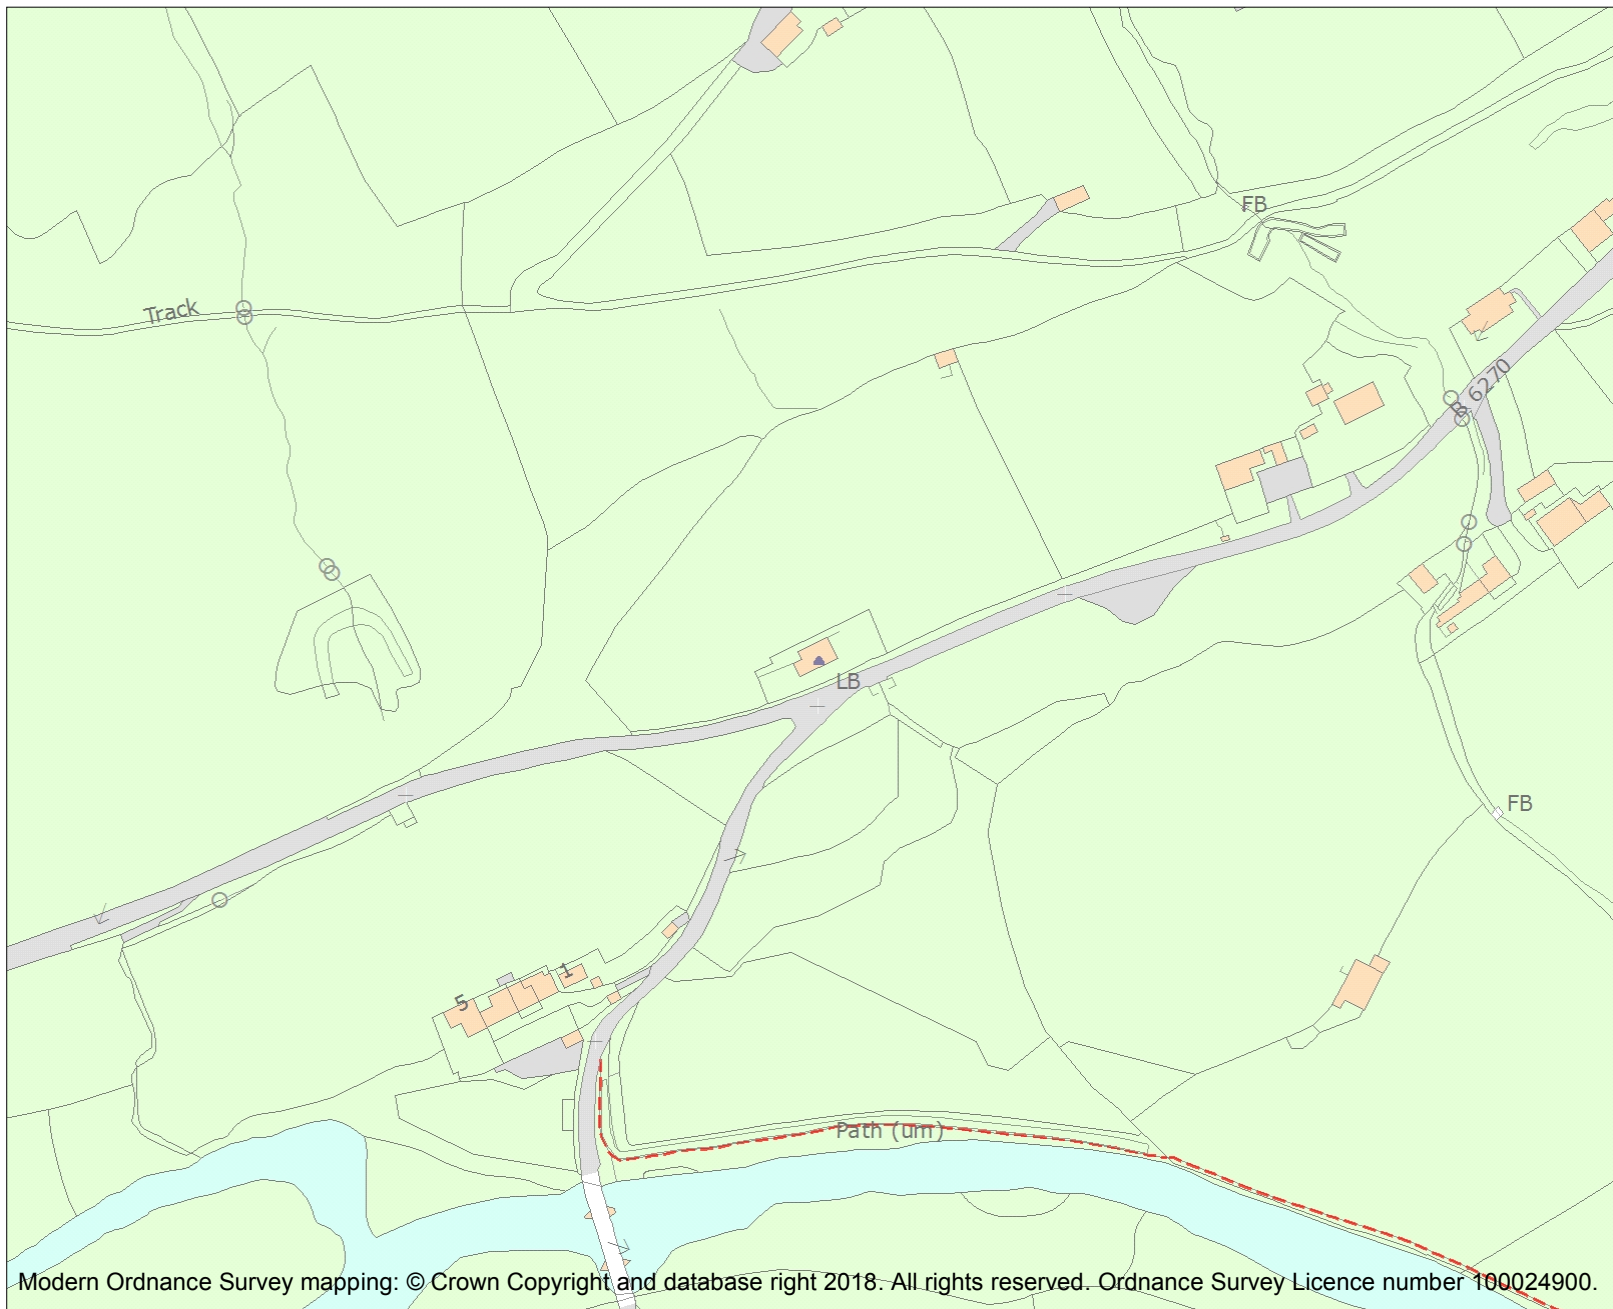 FB
Track
B 6270
LB
FB
1
5
Path (um)
Modern Ordnance Survey mapping: © Crown Copyright and database right 2018. All rights reserved. Ordnance Survey Licence number 100024900.